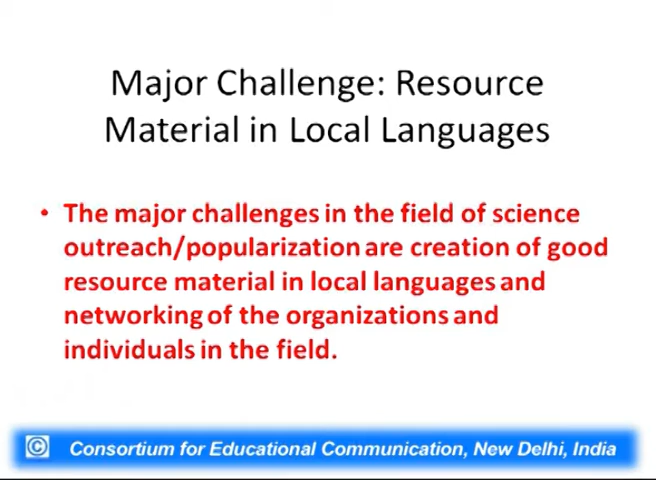 Major Challenge: Resource
Material in Local Languages
• The major challenges in the field of science
outreach/popularization are creation of good
resource material in local languages and
networking of the organizations and
individuals in the field.
© Consortium for Educational Communication, New Delhi, India